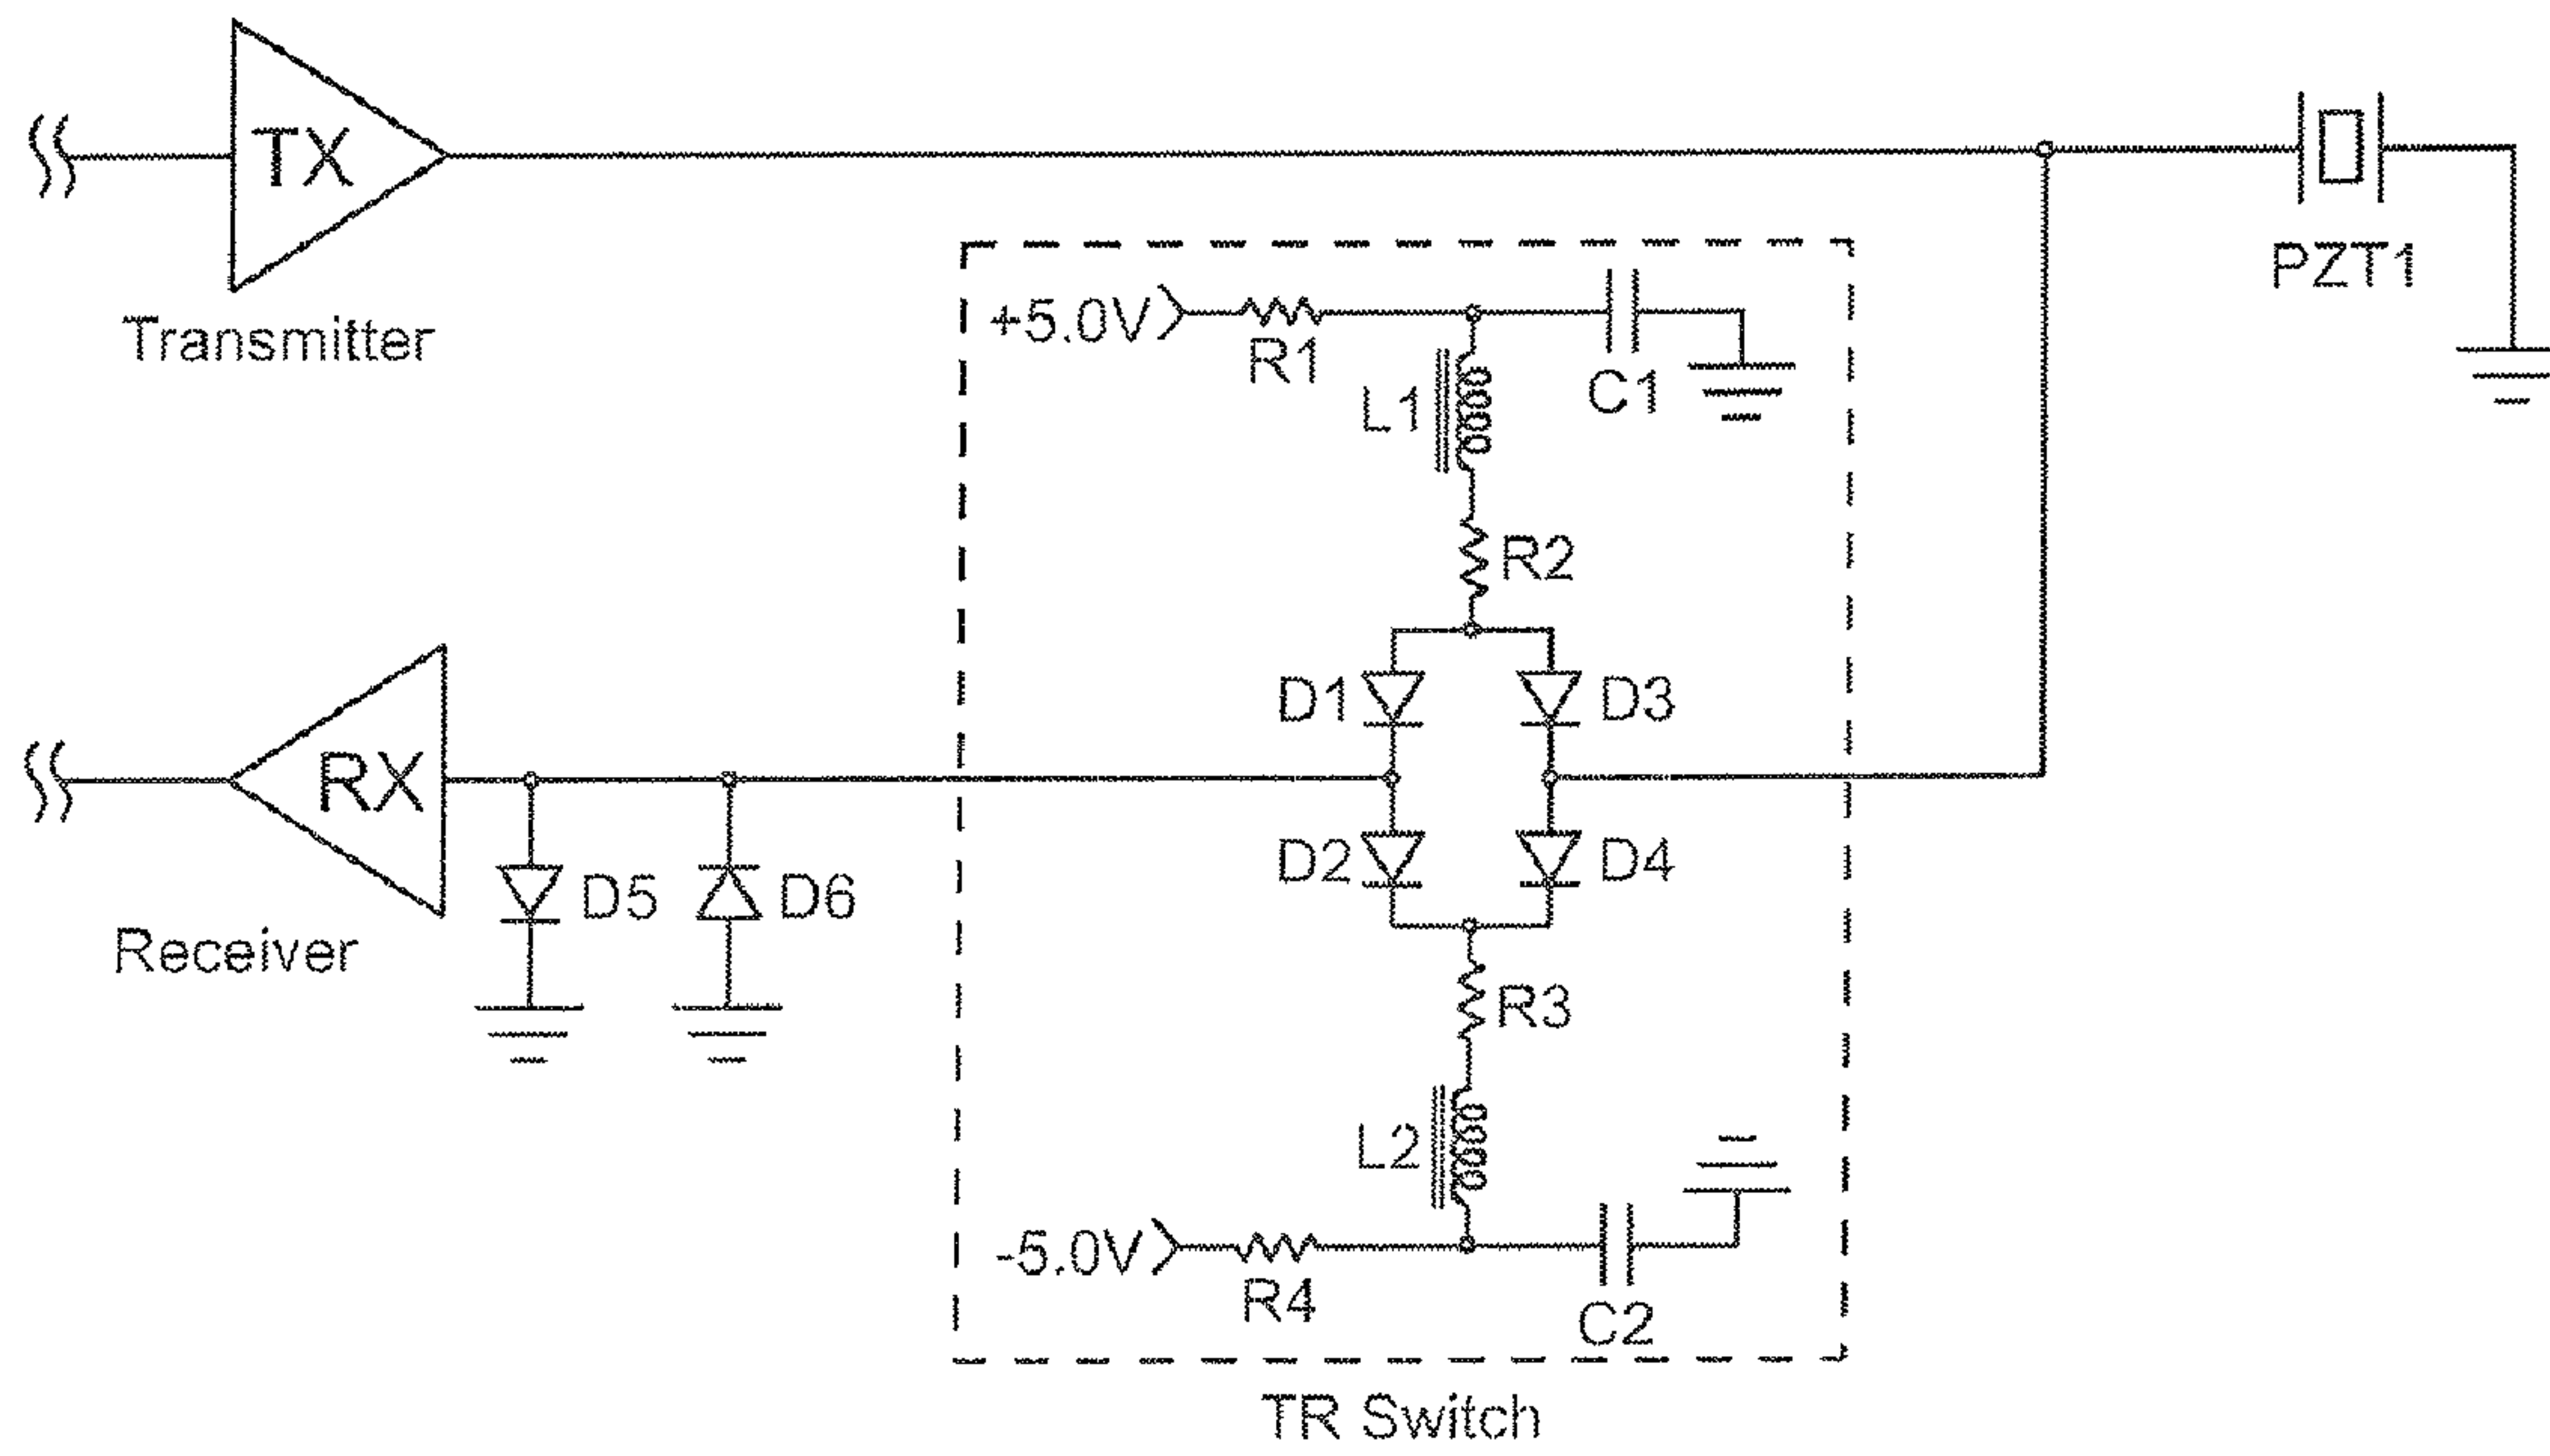 TX
Transmitter
PZT1
+5.0V
R1
C1
L1
R2
D1
D3
RX
D2
D4
D5
D6
Receiver
R3
L2
-5.0V
R4
C2
TR Switch